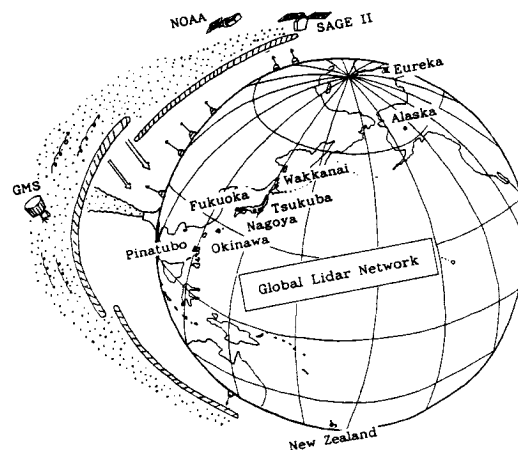 NOAA
SAGE II
Eureka
Alaska
GMS
Wakkanai
Fukuoka
Tsukuba
Nagoya
Pinatubo
Okinawa
Global Lidar Network
New Zealand